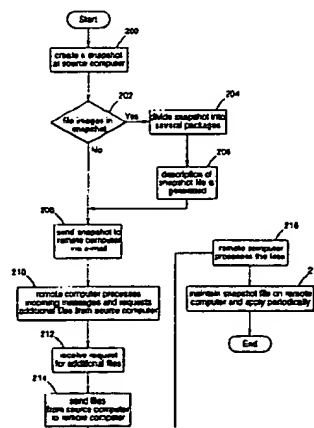 Start
200
create a snapshot
at source computer
202
file images in
snapshot
Yes
No
204
divide snapshot into
several packages
206
description of
snapshot file is
generated
208
send snapshot to
remote computer
via e-mail
210
remote computer processes
incoming messages and requests
additional files from source computer
212
receive request
for additional files
214
send files
from source computer
to remote computer
216
remote computer
processes the
2
maintain snapshot file on remote
computer and apply periodically
End